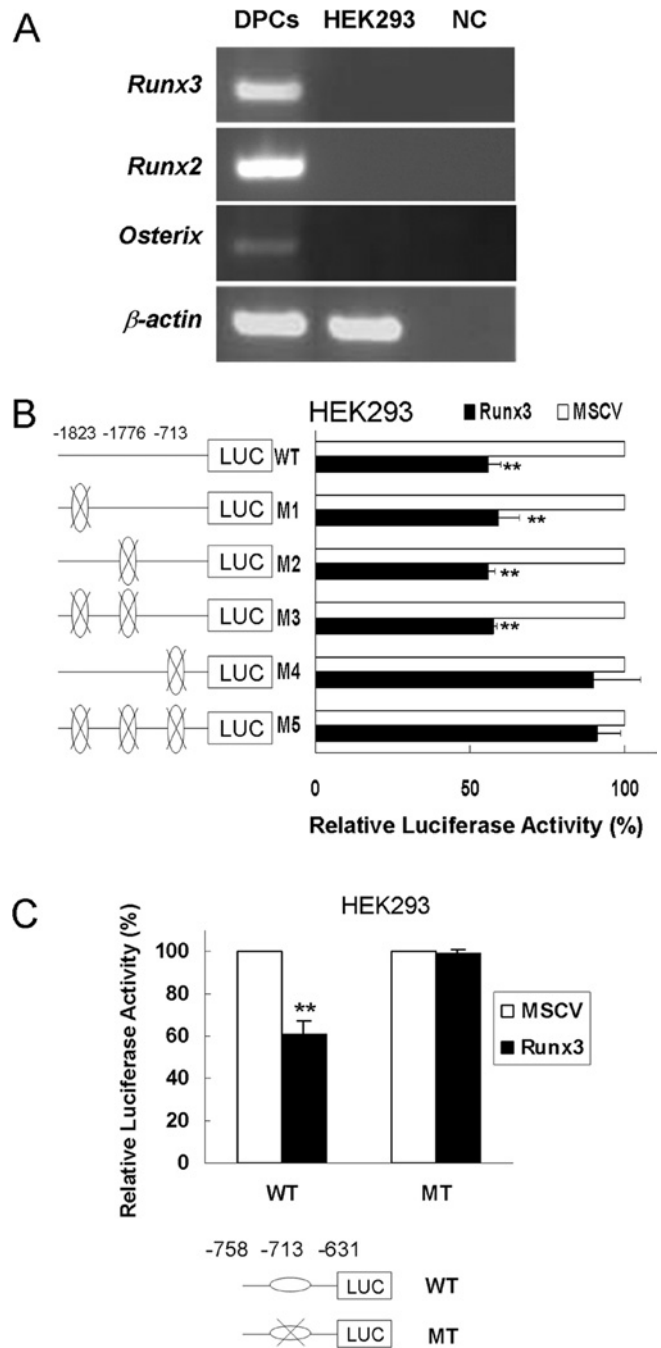 A
DPCs HEK293 NC
Runx3
Runx2
Osterix
β-actin
B
-1823 -1776 -713
HEK293
Runx3 MSCV
LUC WT **
LUC M1 **
LUC M2 **
LUC M3 **
LUC M4
LUC M5
0 50 100
Relative Luciferase Activity (%)
C
HEK293
Relative Luciferase Activity (%)
100
80
60
40
20
0
**
MSCV
Runx3
WT MT
-758 -713 -631
LUC WT
LUC MT